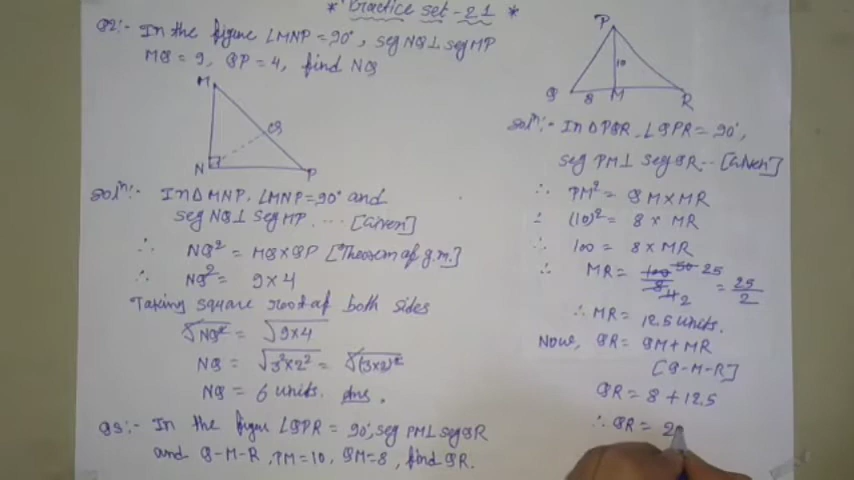 * Practice set-2.1 *
Q2:- In the figure ∠MNP=90°, seg NQ⊥ seg MP
MQ=9, QP=4, find NQ
M
Q
N
P
Solⁿ:- In Δ MNP. ∠MNP=90° and
seg NQ⊥ seg MP. ... [Given]
∴ NQ² = MQ×QP [Theorem of g.m.]
∴ NQ² = 9×4
Taking square root of both sides
√NQ² = √9×4
NQ = √3²×2² = √(3×2)²
NQ = 6 units. Ans.
Q3:- In the figure ∠QPR = 90°, seg PM⊥ seg QR
and Q-M-R, PM=10, QM=8, find QR.
P
10
Q 8 M R
Solⁿ:- In Δ PQR. ∠QPR = 90°,
seg PM⊥ seg QR -- [Given]
∴ PM² = QM×MR
∴ (10)² = 8 × MR
∴ 100 = 8×MR
∴ MR = 100 50 25 / 8 4 2 = 25/2
∴ MR = 12.5 units.
Now, QR = QM+MR
[Q-M-R]
QR = 8 + 12.5
∴ QR = 2